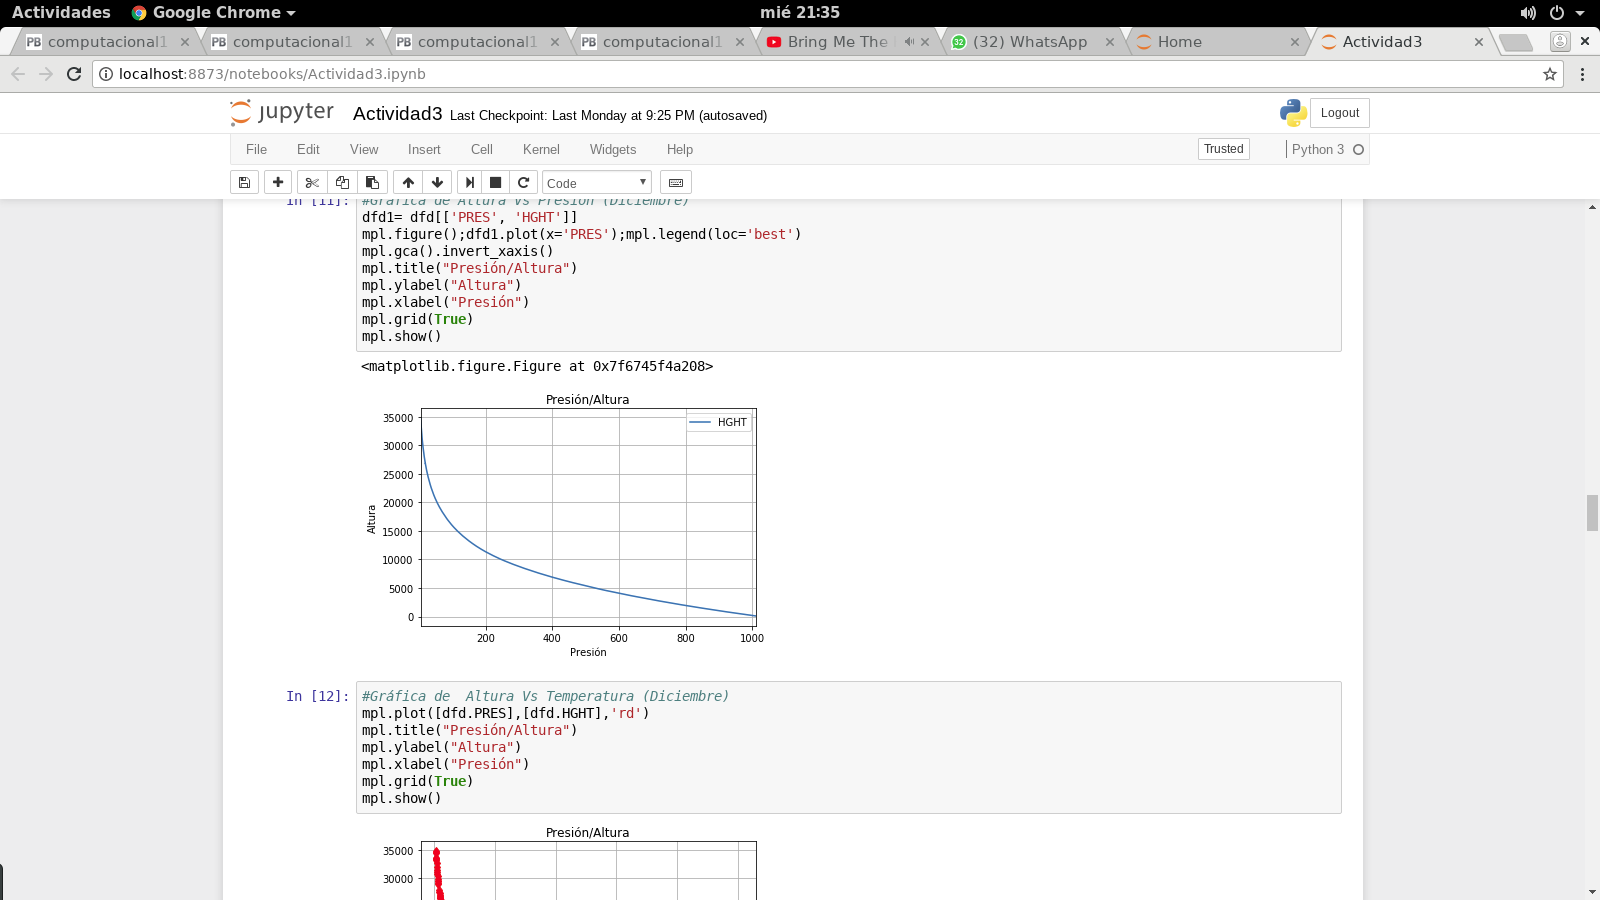 Actividades Google Chrome mié 21:35
PB computacional1 PB computacional1 PB computacional1 PB computacional1 Bring Me The 32 (32) WhatsApp Home Actividad3
localhost:8873/notebooks/Actividad3.ipynb
jupyter Actividad3 Last Checkpoint: Last Monday at 9:25 PM (autosaved) Logout
File Edit View Insert Cell Kernel Widgets Help Trusted Python 3
Code
In [11]: #Gráfica de Altura Vs Presión (Diciembre)
dfd1= dfd[['PRES', 'HGHT']]
mpl.figure();dfd1.plot(x='PRES');mpl.legend(loc='best')
mpl.gca().invert_xaxis()
mpl.title("Presión/Altura")
mpl.ylabel("Altura")
mpl.xlabel("Presión")
mpl.grid(True)
mpl.show()
<matplotlib.figure.Figure at 0x7f6745f4a208>
Presión/Altura
HGHT
35000
30000
25000
20000
15000
10000
5000
0
Altura
200 400 600 800 1000
Presión
In [12]: #Gráfica de  Altura Vs Temperatura (Diciembre)
mpl.plot([dfd.PRES],[dfd.HGHT],'rd')
mpl.title("Presión/Altura")
mpl.ylabel("Altura")
mpl.xlabel("Presión")
mpl.grid(True)
mpl.show()
Presión/Altura
35000
30000